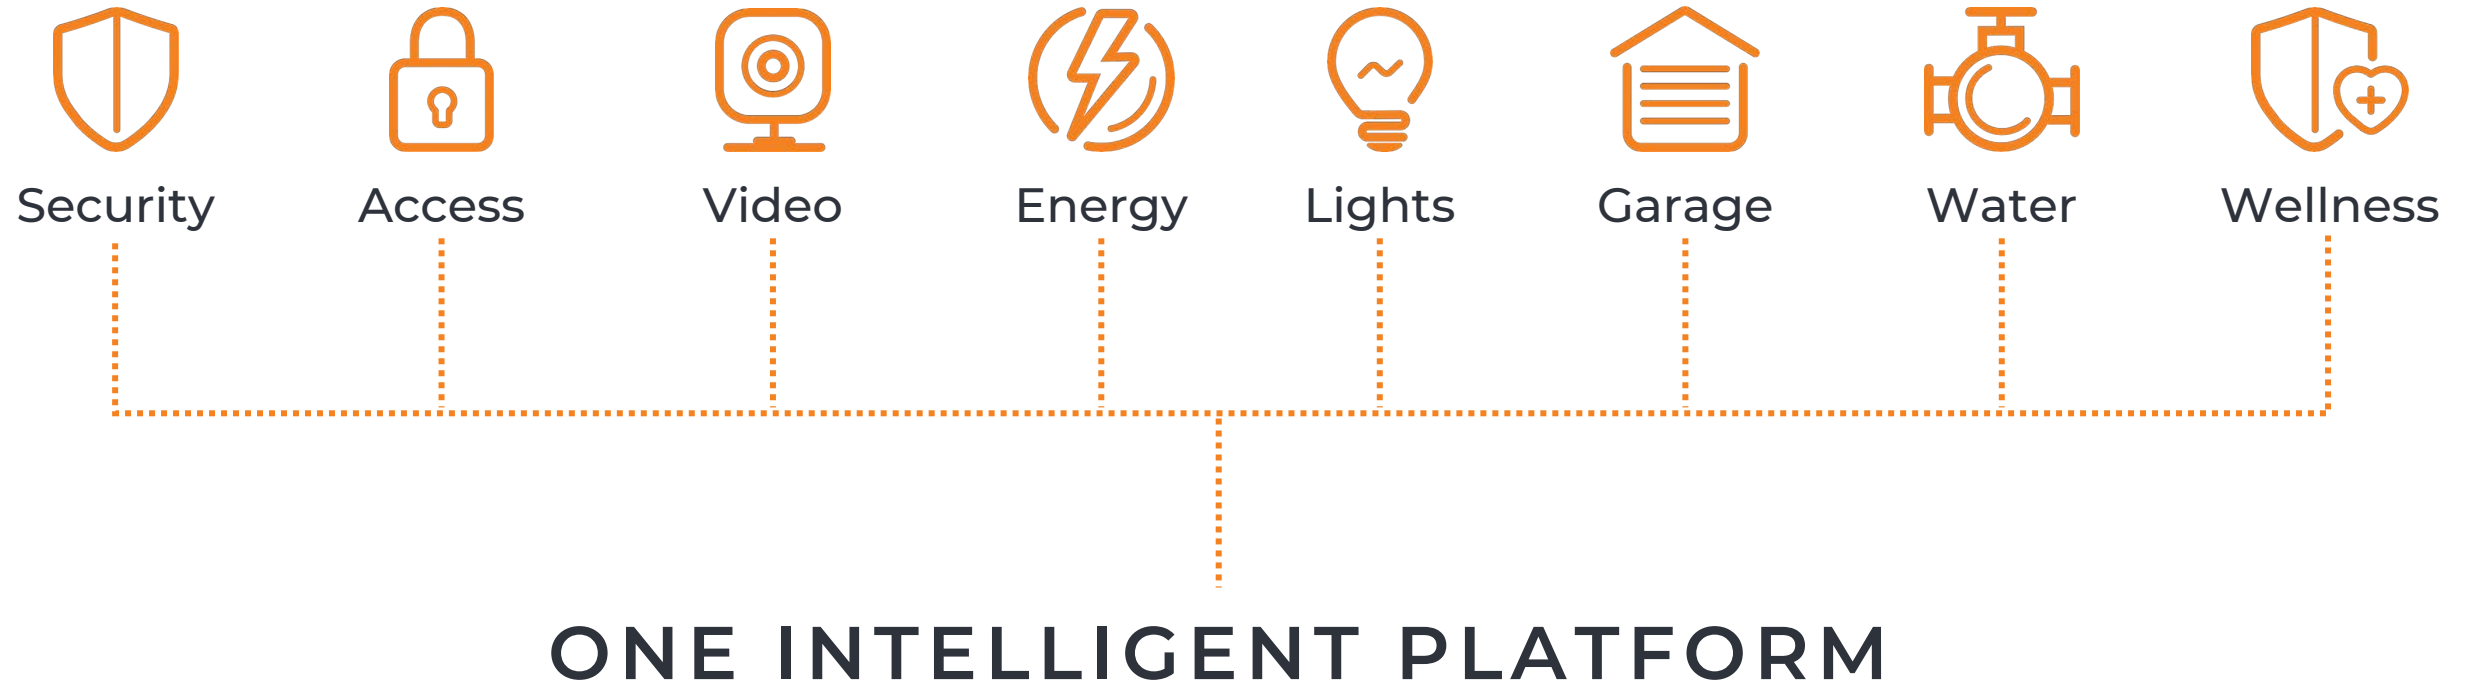 Security Access Video Energy Lights Garage Water Wellness
ONE INTELLIGENT PLATFORM